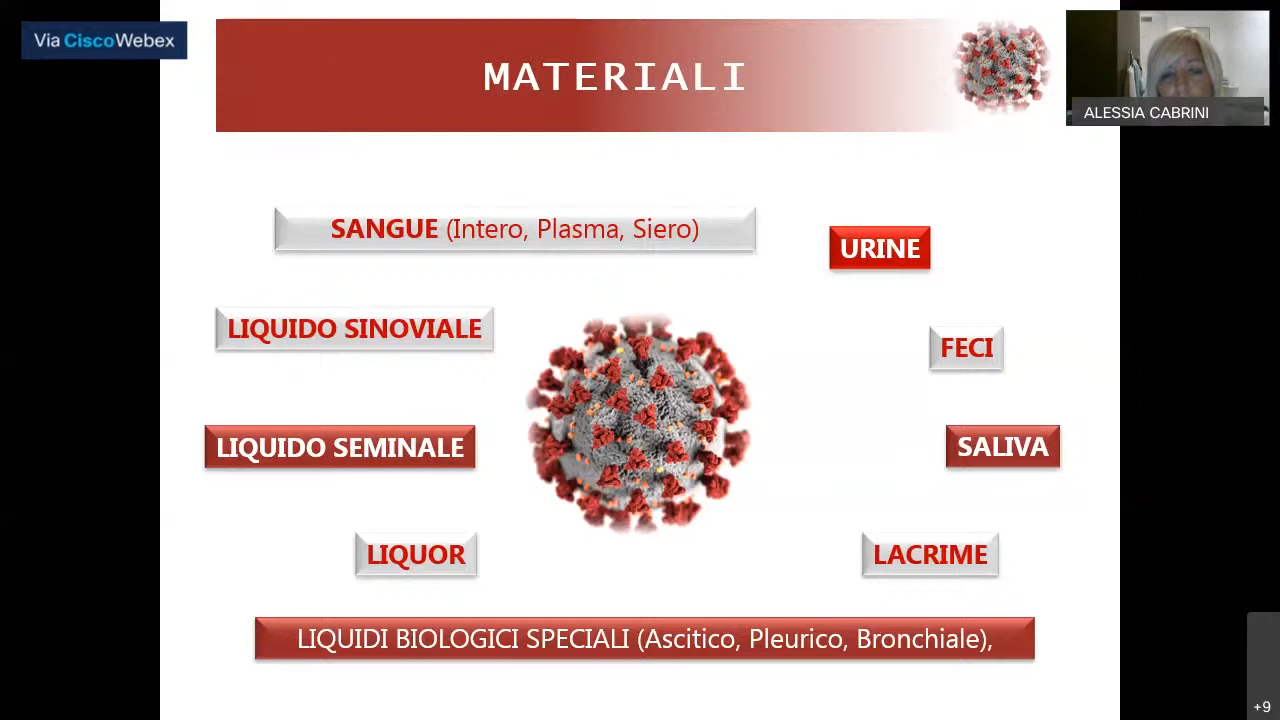 Via CiscoWebex
MATERIALI
ALESSIA CABRINI
SANGUE (Intero, Plasma, Siero)
URINE
LIQUIDO SINOVIALE
FECI
LIQUIDO SEMINALE
SALIVA
LIQUOR
LACRIME
LIQUIDI BIOLOGICI SPECIALI (Ascitico, Pleurico, Bronchiale),
+9